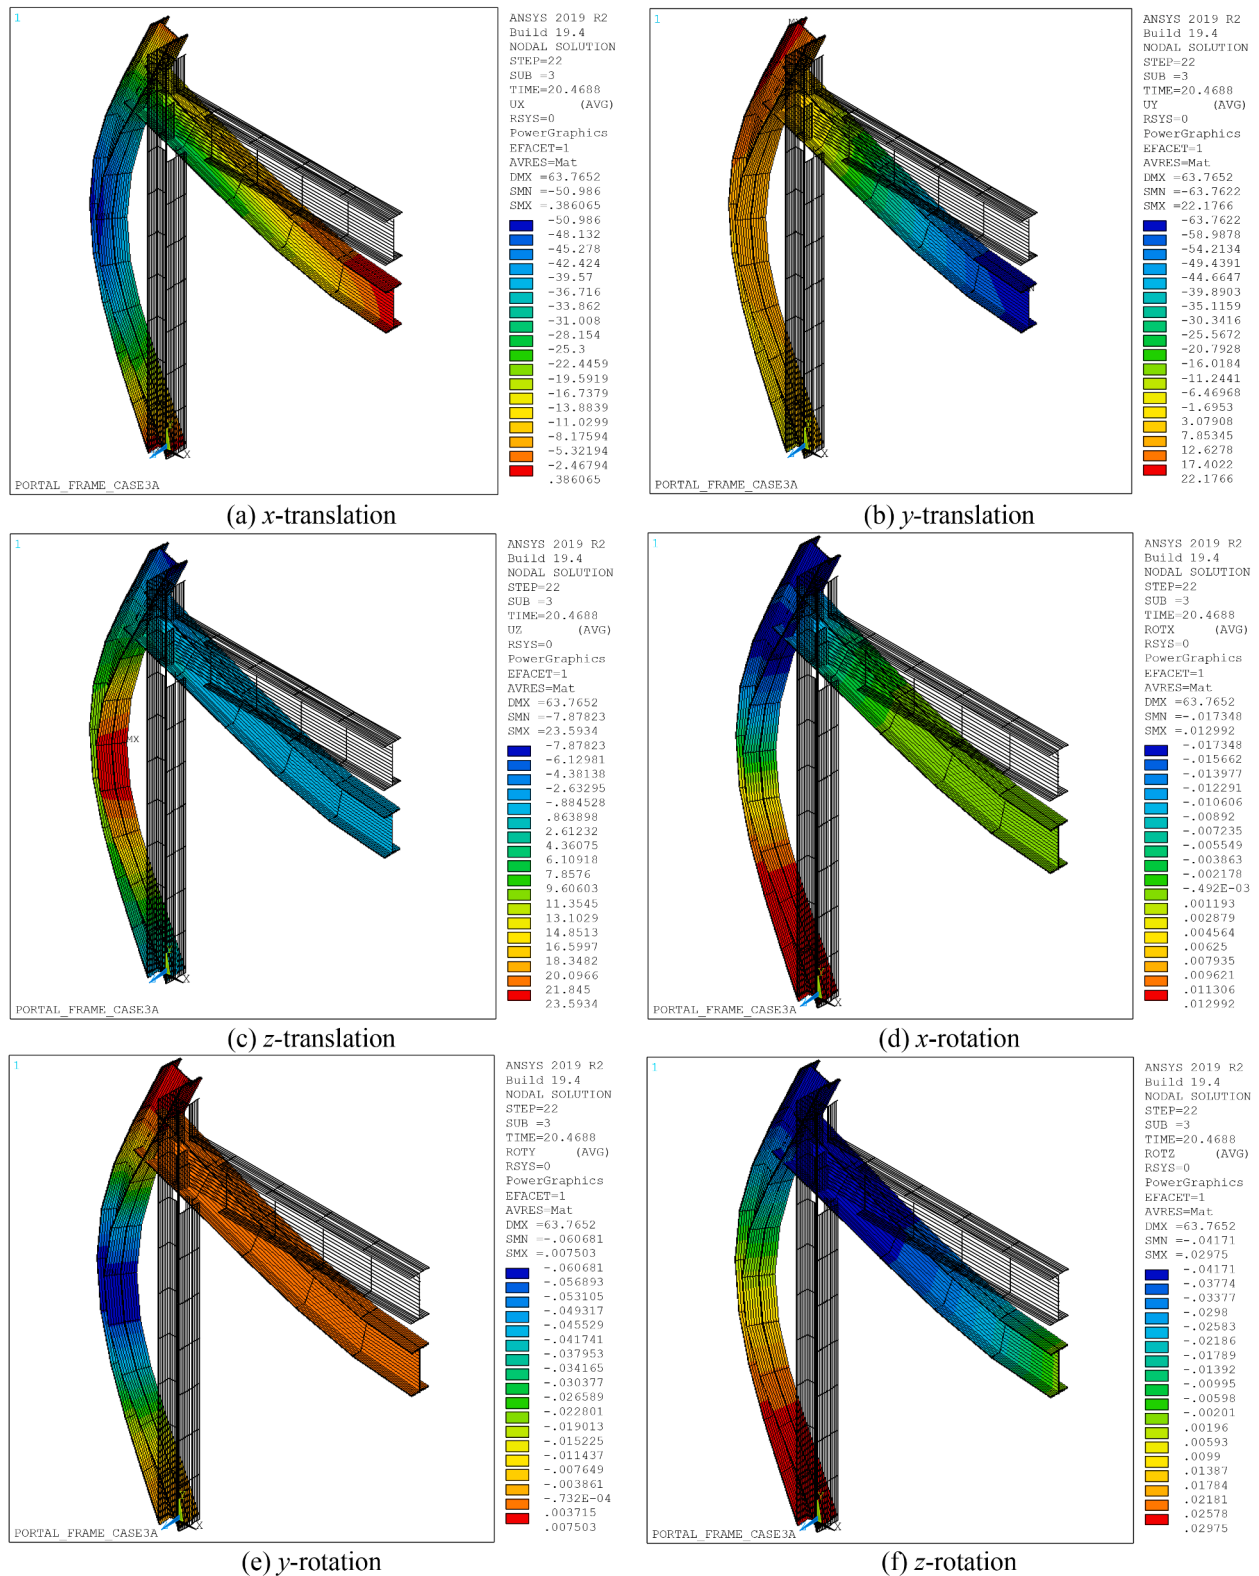 1
ANSYS 2019 R2
Build 19.4
NODAL SOLUTION
STEP=22
SUB =3
TIME=20.4688
UX (AVG)
RSYS=0
PowerGraphics
EFACET=1
AVRES=Mat
DMX =63.7652
SMN =-50.986
SMX =.386065
-50.986
-48.132
-45.278
-42.424
-39.57
-36.716
-33.862
-31.008
-28.154
-25.3
-22.4459
-19.5919
-16.7379
-13.8839
-11.0299
-8.17594
-5.32194
-2.46794
.386065
X
PORTAL_FRAME_CASE3A
(a) x-translation
1
ANSYS 2019 R2
Build 19.4
NODAL SOLUTION
STEP=22
SUB =3
TIME=20.4688
UY (AVG)
RSYS=0
PowerGraphics
EFACET=1
AVRES=Mat
DMX =63.7652
SMN =-63.7622
SMX =22.1766
-63.7622
-58.9878
-54.2134
-49.4391
-44.6647
-39.8903
-35.1159
-30.3416
-25.5672
-20.7928
-16.0184
-11.2441
-6.46968
-1.6953
3.07908
7.85345
12.6278
17.4022
22.1766
X
PORTAL_FRAME_CASE3A
(b) y-translation
1
ANSYS 2019 R2
Build 19.4
NODAL SOLUTION
STEP=22
SUB =3
TIME=20.4688
UZ (AVG)
RSYS=0
PowerGraphics
EFACET=1
AVRES=Mat
DMX =63.7652
SMN =-7.87823
SMX =23.5934
-7.87823
-6.12981
-4.38138
-2.63295
-.884528
.863898
2.61232
4.36075
6.10918
7.8576
9.60603
11.3545
13.1029
14.8513
16.5997
18.3482
20.0966
21.845
23.5934
MX
X
PORTAL_FRAME_CASE3A
(c) z-translation
1
ANSYS 2019 R2
Build 19.4
NODAL SOLUTION
STEP=22
SUB =3
TIME=20.4688
ROTX (AVG)
RSYS=0
PowerGraphics
EFACET=1
AVRES=Mat
DMX =63.7652
SMN =-.017348
SMX =.012992
-.017348
-.015662
-.013977
-.012291
-.010606
-.00892
-.007235
-.005549
-.003863
-.002178
-.492E-03
.001193
.002879
.004564
.00625
.007935
.009621
.011306
.012992
X
PORTAL_FRAME_CASE3A
(d) x-rotation
1
ANSYS 2019 R2
Build 19.4
NODAL SOLUTION
STEP=22
SUB =3
TIME=20.4688
ROTY (AVG)
RSYS=0
PowerGraphics
EFACET=1
AVRES=Mat
DMX =63.7652
SMN =-.060681
SMX =.007503
-.060681
-.056893
-.053105
-.049317
-.045529
-.041741
-.037953
-.034165
-.030377
-.026589
-.022801
-.019013
-.015225
-.011437
-.007649
-.003861
-.732E-04
.003715
.007503
X
PORTAL_FRAME_CASE3A
(e) y-rotation
1
ANSYS 2019 R2
Build 19.4
NODAL SOLUTION
STEP=22
SUB =3
TIME=20.4688
ROTZ (AVG)
RSYS=0
PowerGraphics
EFACET=1
AVRES=Mat
DMX =63.7652
SMN =-.04171
SMX =.02975
-.04171
-.03774
-.03377
-.0298
-.02583
-.02186
-.01789
-.01392
-.00995
-.00598
-.00201
.00196
.00593
.0099
.01387
.01784
.02181
.02578
.02975
X
PORTAL_FRAME_CASE3A
(f) z-rotation